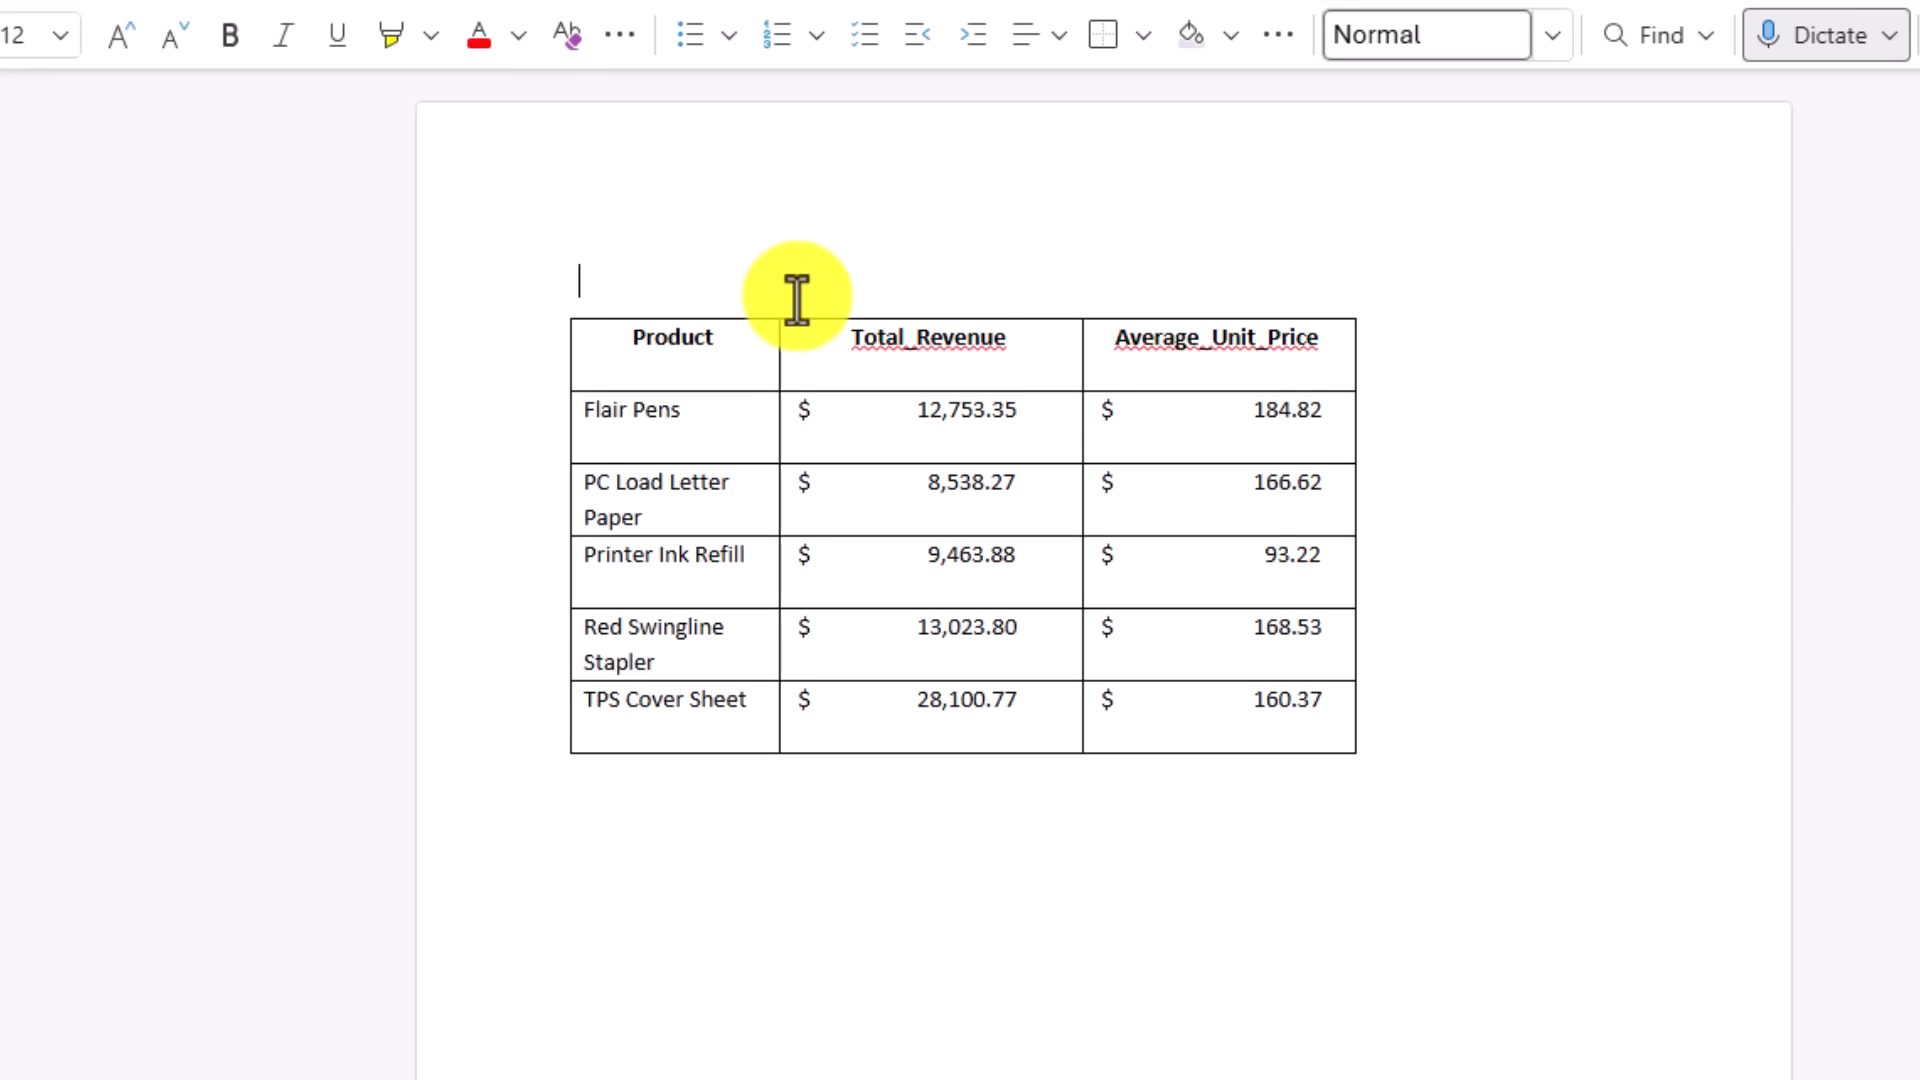 12 B I U A Ab Normal Find Dictate
Product Total_Revenue Average_Unit_Price
Flair Pens $ 12,753.35 $ 184.82
PC Load Letter $ 8,538.27 $ 166.62
Paper
Printer Ink Refill $ 9,463.88 $ 93.22
Red Swingline $ 13,023.80 $ 168.53
Stapler
TPS Cover Sheet $ 28,100.77 $ 160.37